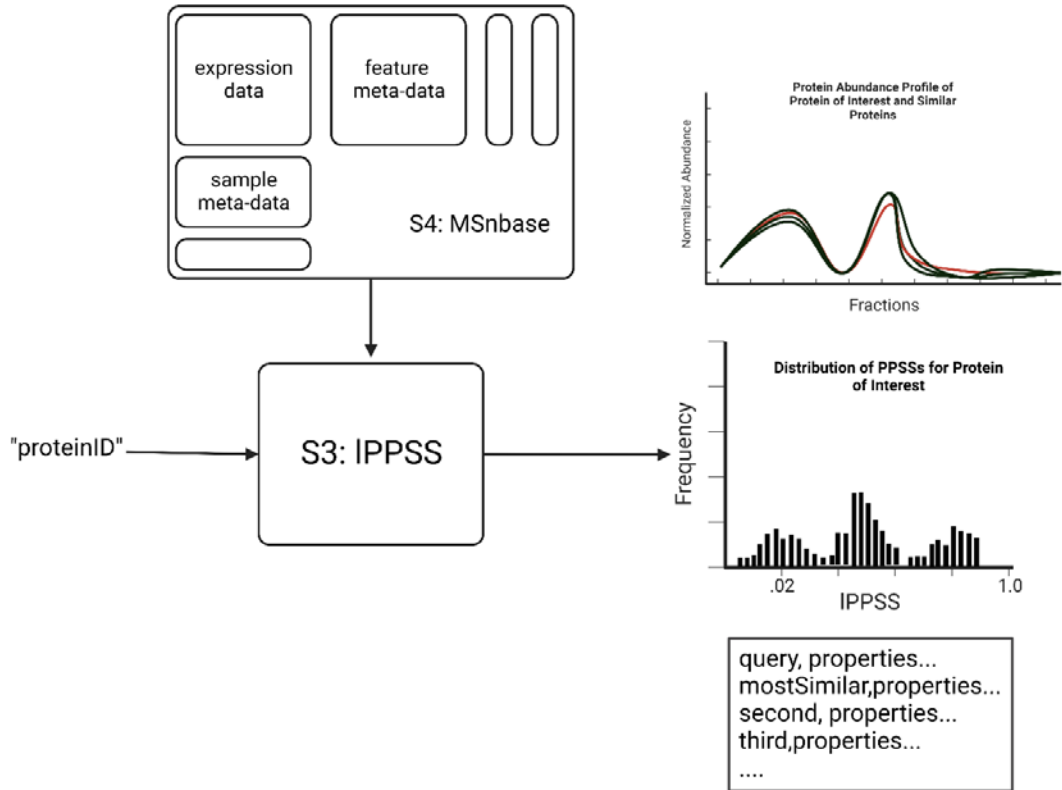 expression
data
feature
meta-data
sample
meta-data
S4: MSnbase
"proteinID"
S3: lPPSS
Protein Abundance Profile of
Protein of Interest and Similar
Proteins
Normalized Abundance
Fractions
Distribution of PPSSs for Protein
of Interest
Frequency
.02
1.0
lPPSS
query, properties...
mostSimilar,properties...
second, properties...
third,properties...
....